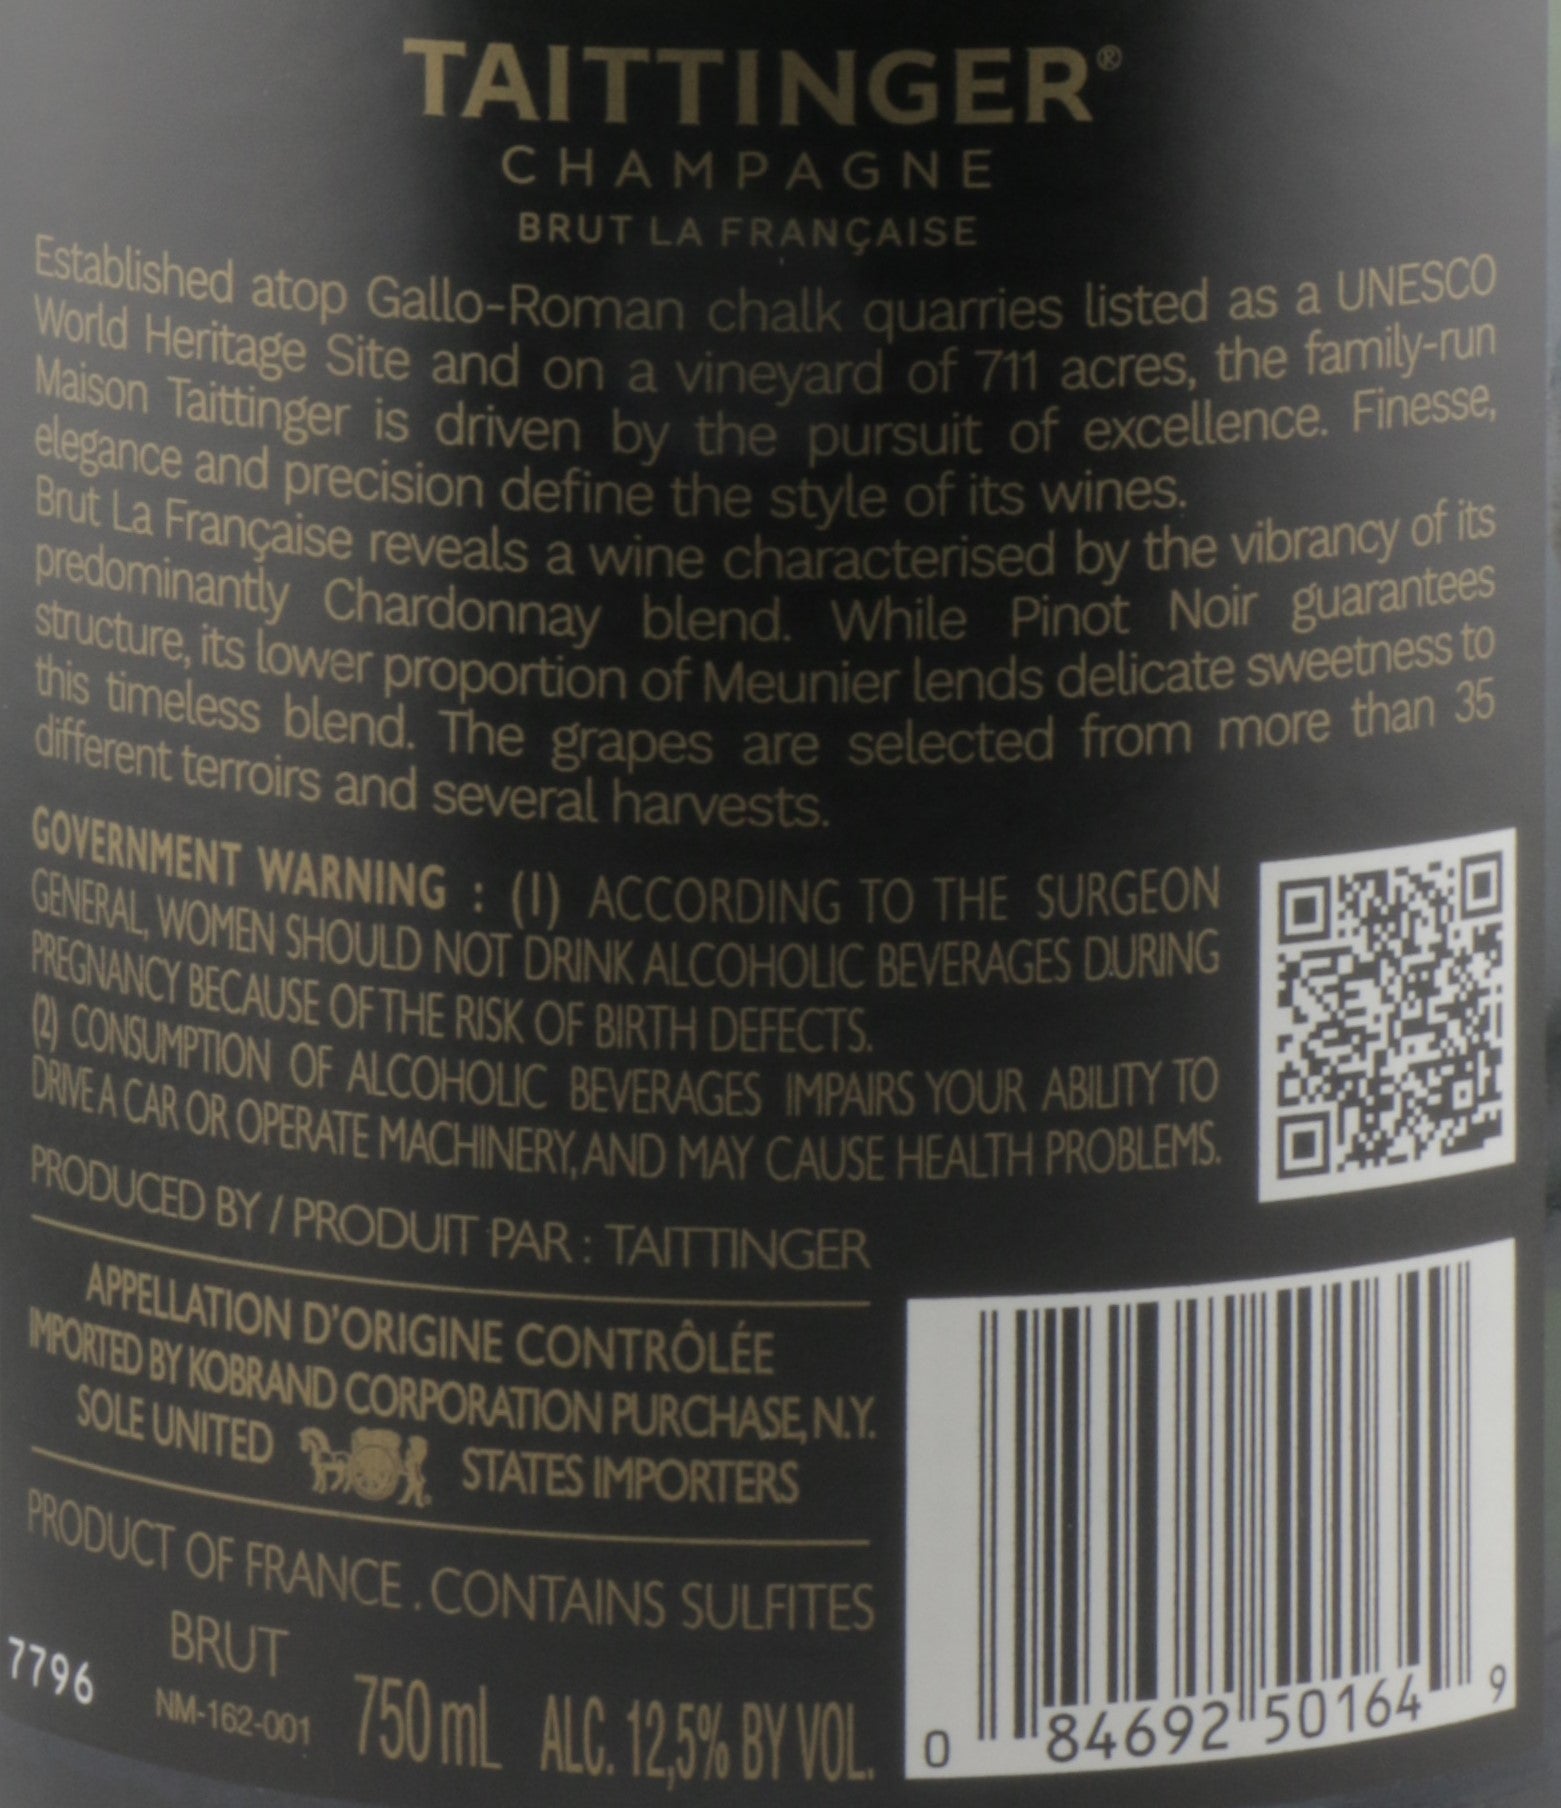 TAITTINGER®
CHAMPAGNE
BRUT LA FRANÇAISE
Established atop Gallo-Roman chalk quarries listed as a UNESCO
World Heritage Site and on a vineyard of 711 acres, the family-run
Maison Taittinger is driven by the pursuit of excellence. Finesse,
elegance and precision define the style of its wines.
Brut La Française reveals a wine characterised by the vibrancy of its
predominantly Chardonnay blend. While Pinot Noir guarantees
structure, its lower proportion of Meunier lends delicate sweetness to
this timeless blend. The grapes are selected from more than 35
different terroirs and several harvests.
GOVERNMENT WARNING : (1) ACCORDING TO THE SURGEON
GENERAL, WOMEN SHOULD NOT DRINK ALCOHOLIC BEVERAGES DURING
PREGNANCY BECAUSE OF THE RISK OF BIRTH DEFECTS.
(2) CONSUMPTION OF ALCOHOLIC BEVERAGES IMPAIRS YOUR ABILITY TO
DRIVE A CAR OR OPERATE MACHINERY, AND MAY CAUSE HEALTH PROBLEMS.
PRODUCED BY / PRODUIT PAR : TAITTINGER
APPELLATION D'ORIGINE CONTRÔLÉE
IMPORTED BY KOBRAND CORPORATION PURCHASE, N.Y.
SOLE UNITED STATES IMPORTERS
PRODUCT OF FRANCE . CONTAINS SULFITES
BRUT
7796
NM-162-001
750 mL ALC. 12,5% BY VOL.
0 84692 50164 9